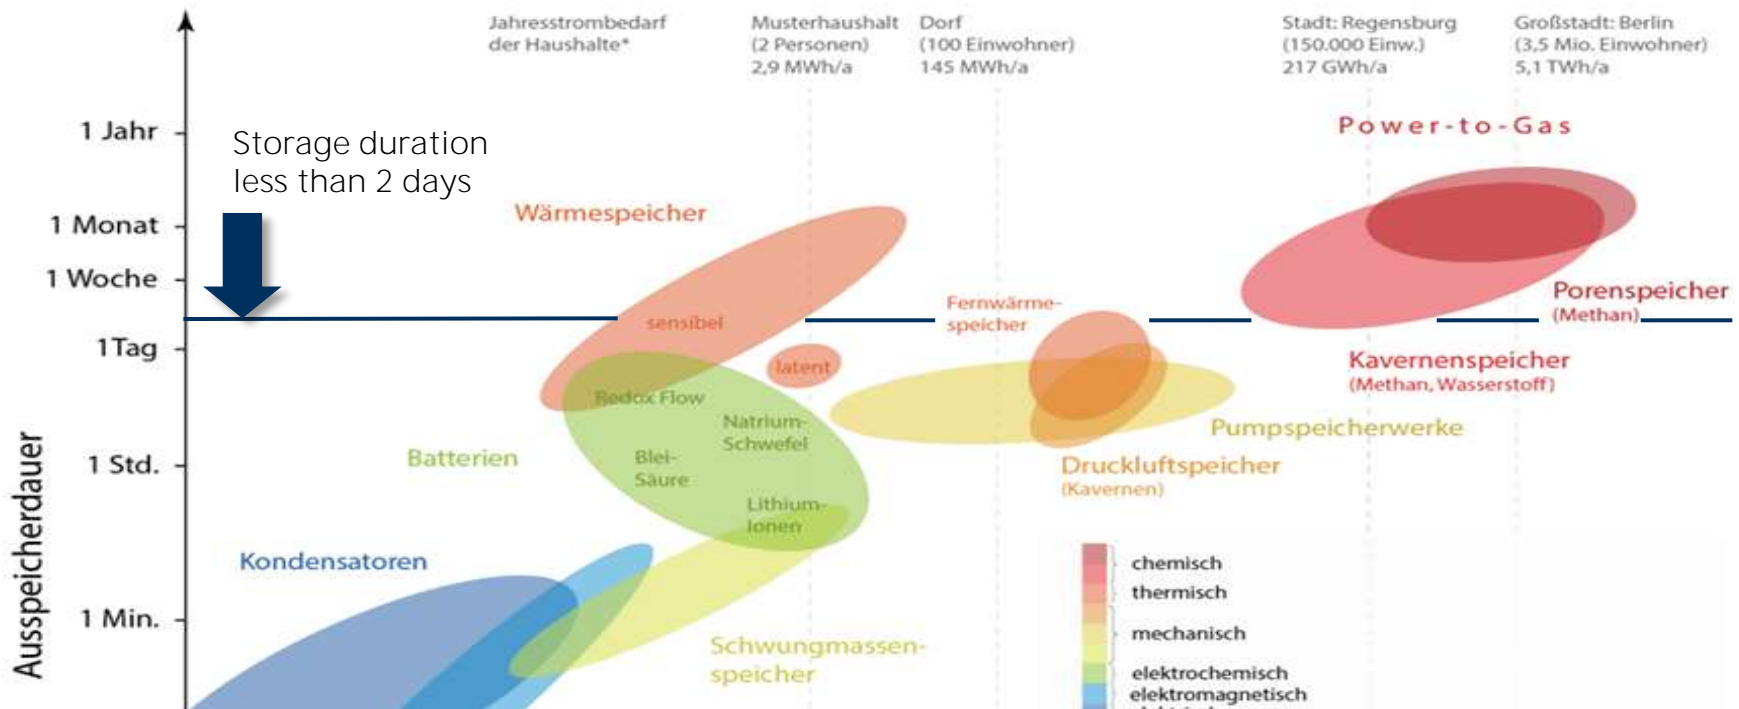 Jahresstrombedarf
der Haushalte*
Musterhaushalt
(2 Personen)
2,9 MWh/a
Dorf
(100 Einwohner)
145 MWh/a
Stadt: Regensburg
(150.000 Einw.)
217 GWh/a
Großstadt: Berlin
(3,5 Mio. Einwohner)
5,1 TWh/a
Power-to-Gas
1 Jahr
Storage duration
less than 2 days
Wärmespeicher
1 Monat
1 Woche
Porenspeicher
(Methan)
Fernwärme-
speicher
sensibel
1Tag
latent
Kavernenspeicher
(Methan, Wasserstoff)
Redox Flow
Natrium-
Schwefel
Pumpspeicherwerke
Batterien
Blei-
Säure
1 Std.
Druckluftspeicher
(Kavernen)
Lithium-
Ionen
Ausspeicherdauer
Kondensatoren
1 Min.
Schwungmassen-
speicher
chemisch
thermisch
mechanisch
elektrochemisch
elektromagnetisch